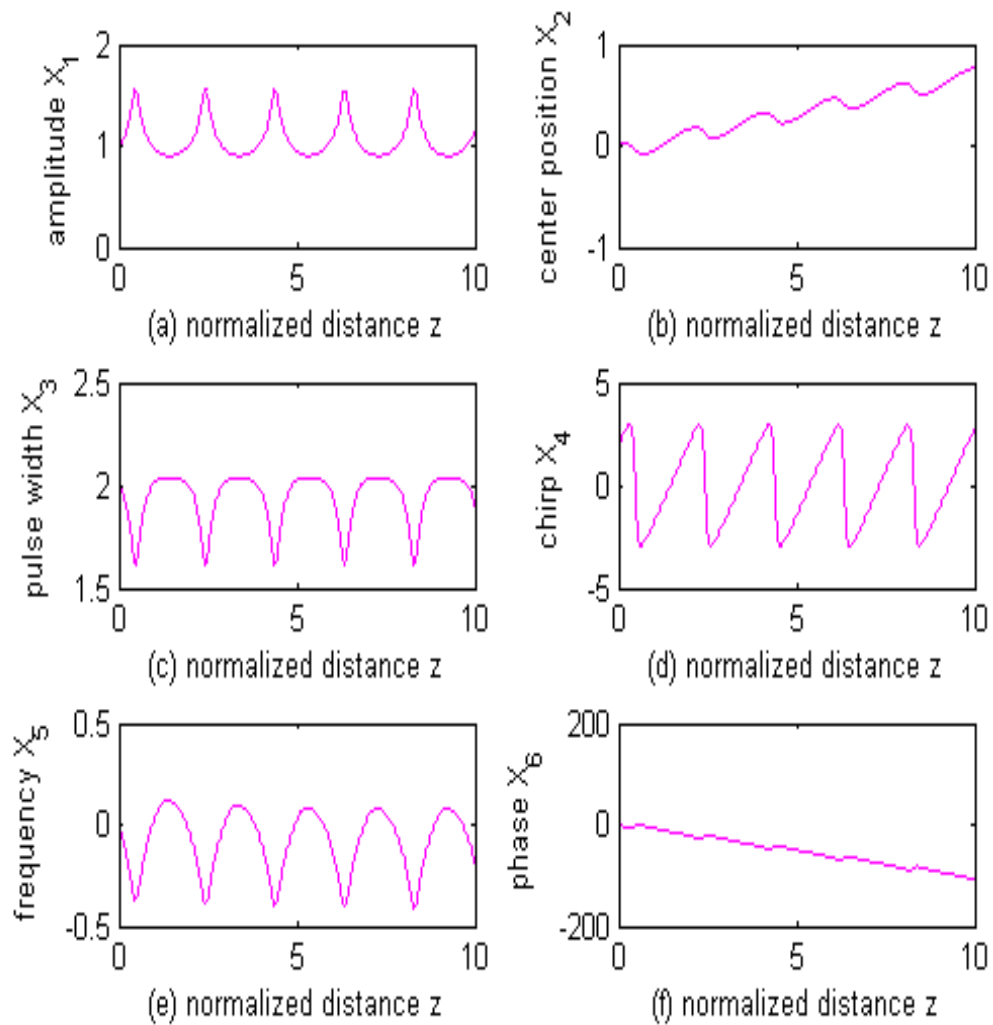 2
1
0
amplitude X1
0 5 10
(a) normalized distance z
1
0
-1
center position X2
0 5 10
(b) normalized distance z
2.5
2
1.5
pulse width X3
0 5 10
(c) normalized distance z
5
0
-5
chirp X4
0 5 10
(d) normalized distance z
0.5
0
-0.5
frequency X5
0 5 10
(e) normalized distance z
200
0
-200
phase X6
0 5 10
(f) normalized distance z